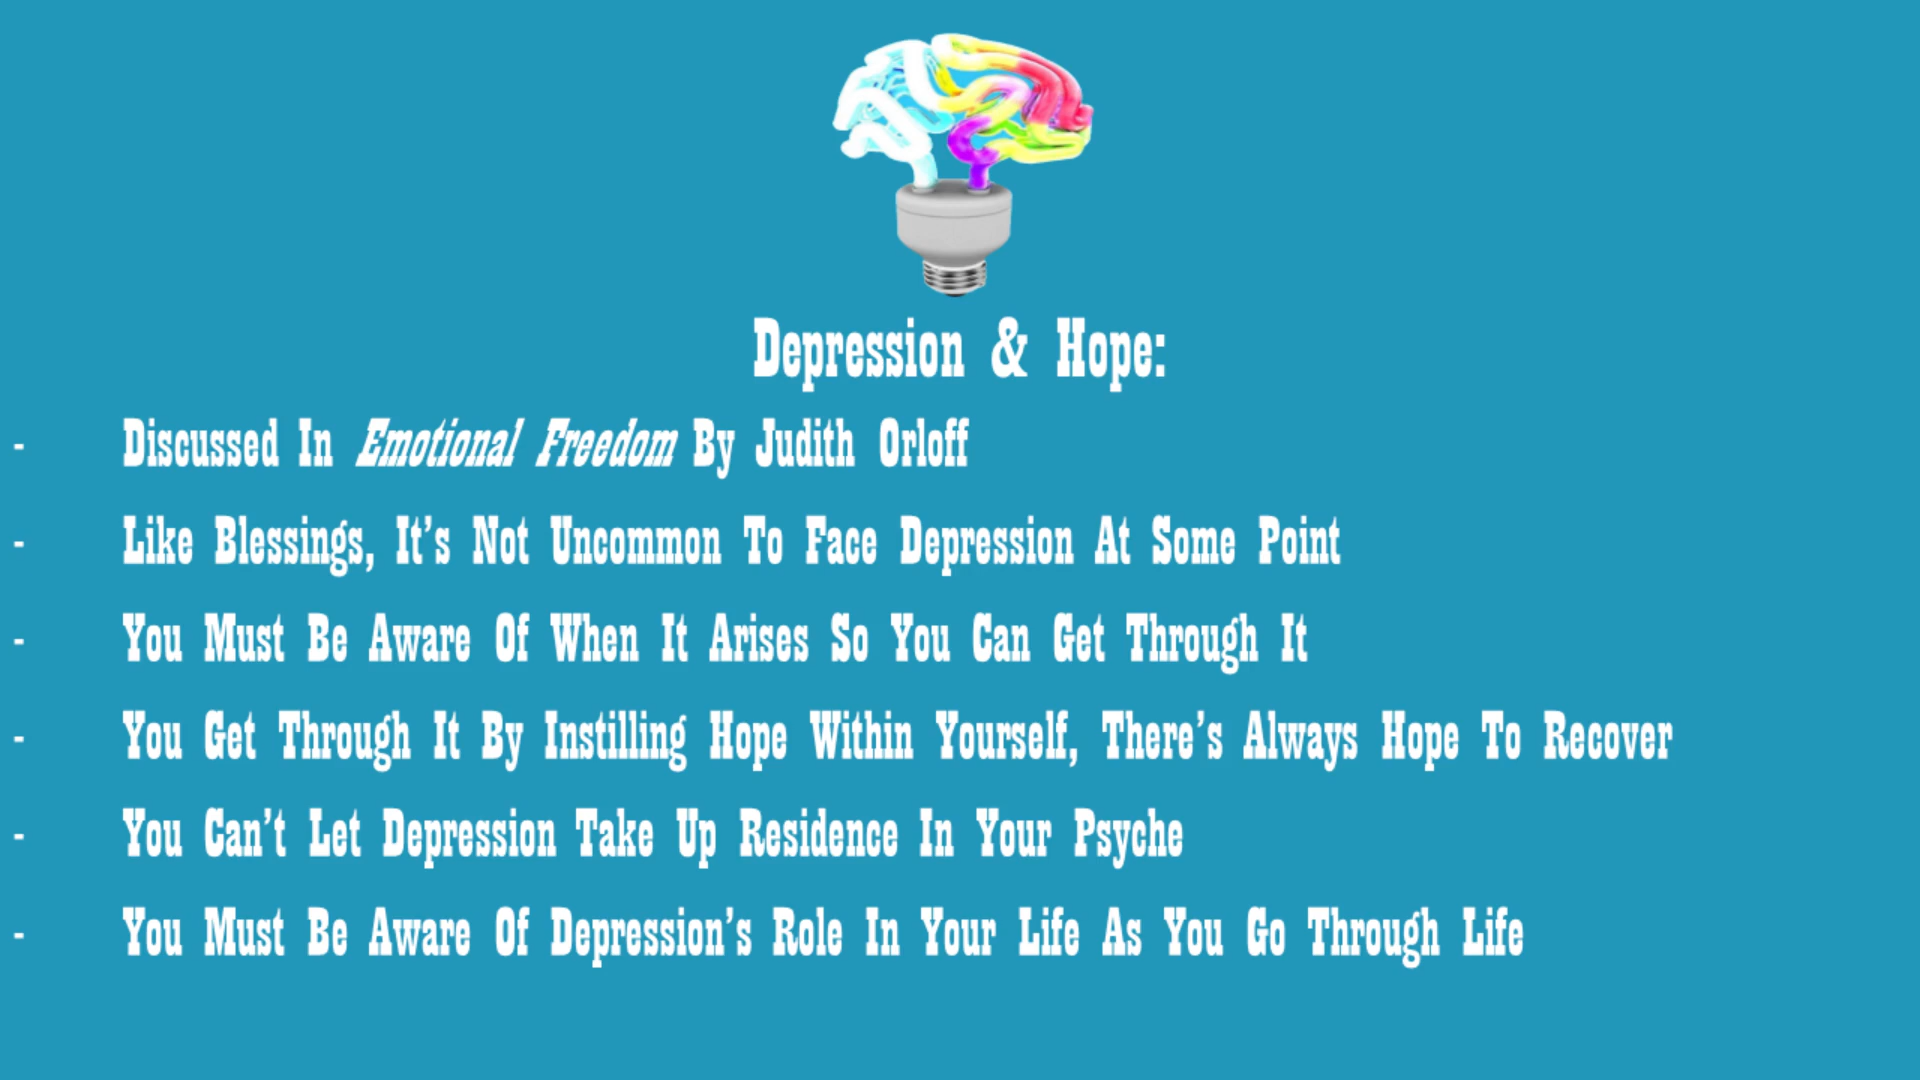 Depression & Hope:
- Discussed In Emotional Freedom By Judith Orloff
- Like Blessings, It’s Not Uncommon To Face Depression At Some Point
- You Must Be Aware Of When It Arises So You Can Get Through It
- You Get Through It By Instilling Hope Within Yourself, There’s Always Hope To Recover
- You Can’t Let Depression Take Up Residence In Your Psyche
- You Must Be Aware Of Depression’s Role In Your Life As You Go Through Life